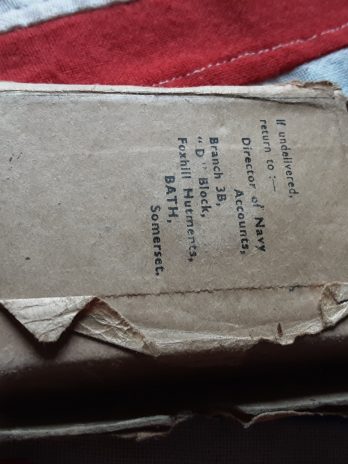 If undelivered,
return to :—
Director of Navy
Accounts,
Branch 3B,
"D" Block,
Foxhill Hutments,
BATH,
Somerset.